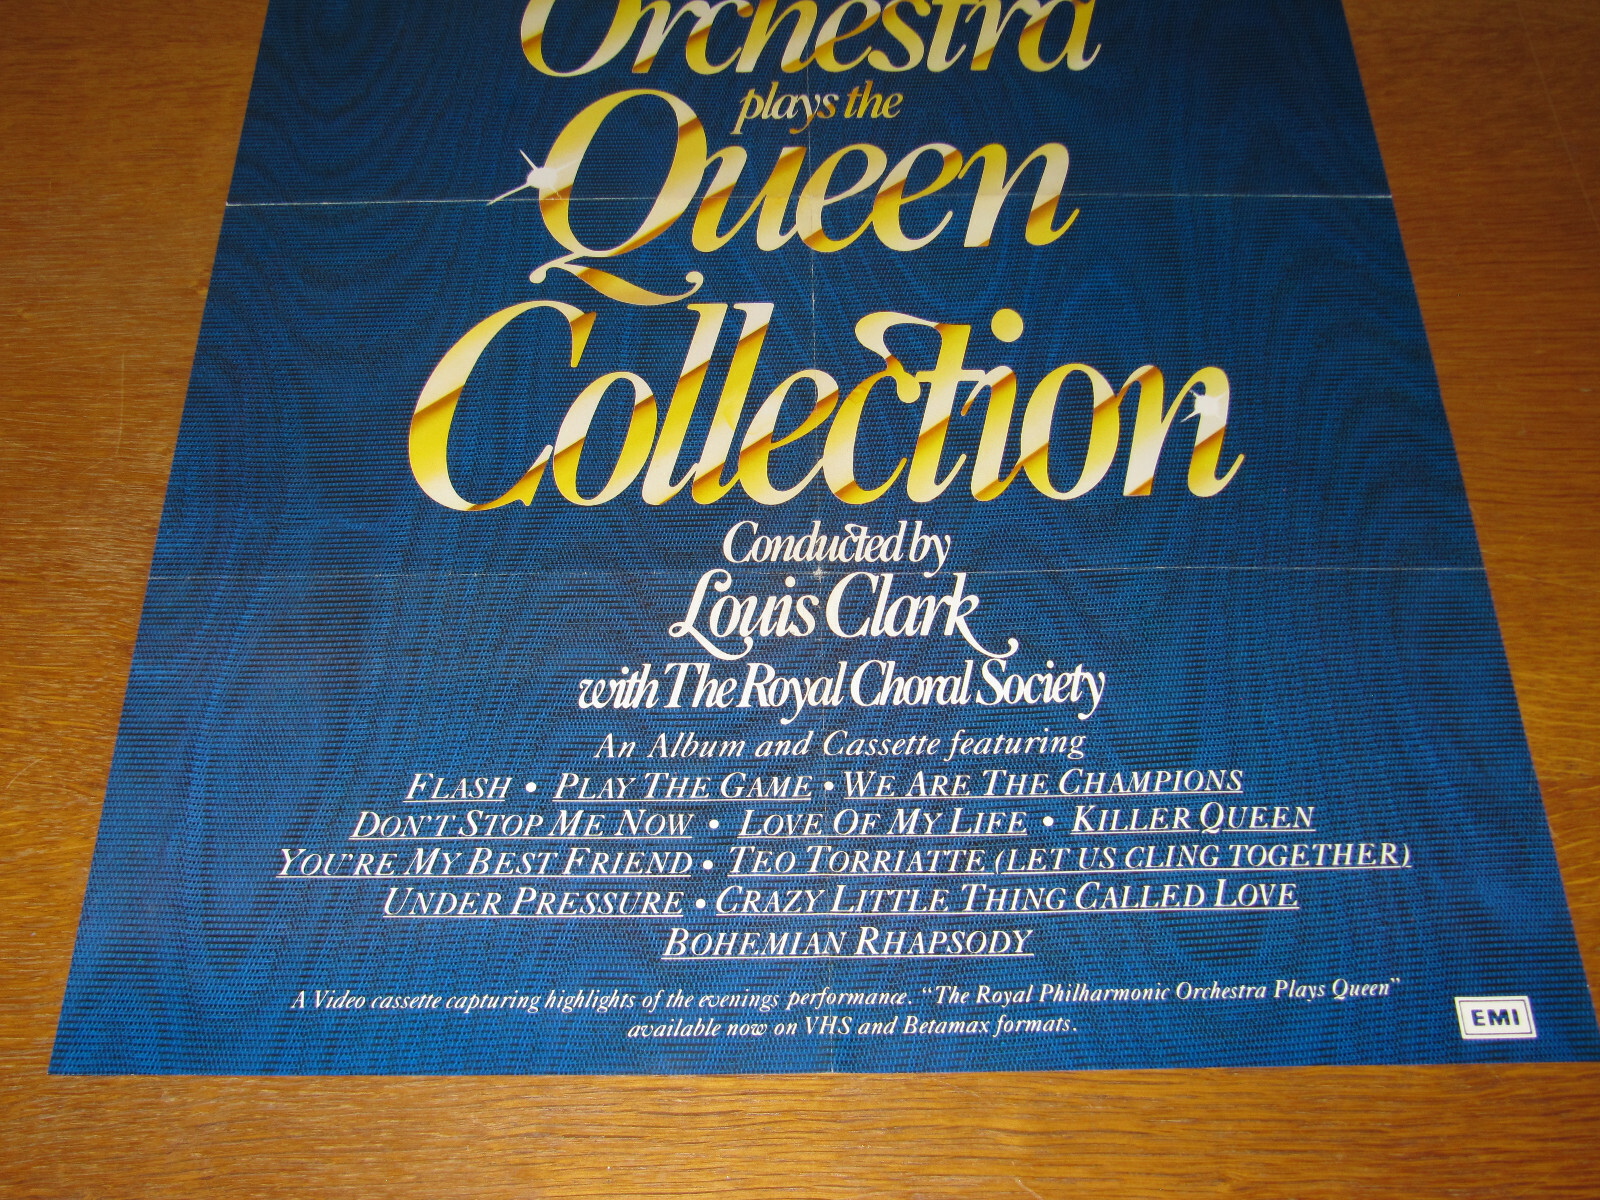 Orchestra
plays the
Queen
Collection
Conducted by
Louis Clark
with The Royal Choral Society
An Album and Cassette featuring
FLASH • PLAY THE GAME • WE ARE THE CHAMPIONS
DON'T STOP ME NOW • LOVE OF MY LIFE • KILLER QUEEN
YOU'RE MY BEST FRIEND • TEO TORRIATTE (LET US CLING TOGETHER)
UNDER PRESSURE • CRAZY LITTLE THING CALLED LOVE
BOHEMIAN RHAPSODY
A Video cassette capturing highlights of the evenings performance. “The Royal Philharmonic Orchestra Plays Queen”
available now on VHS and Betamax formats.
EMI